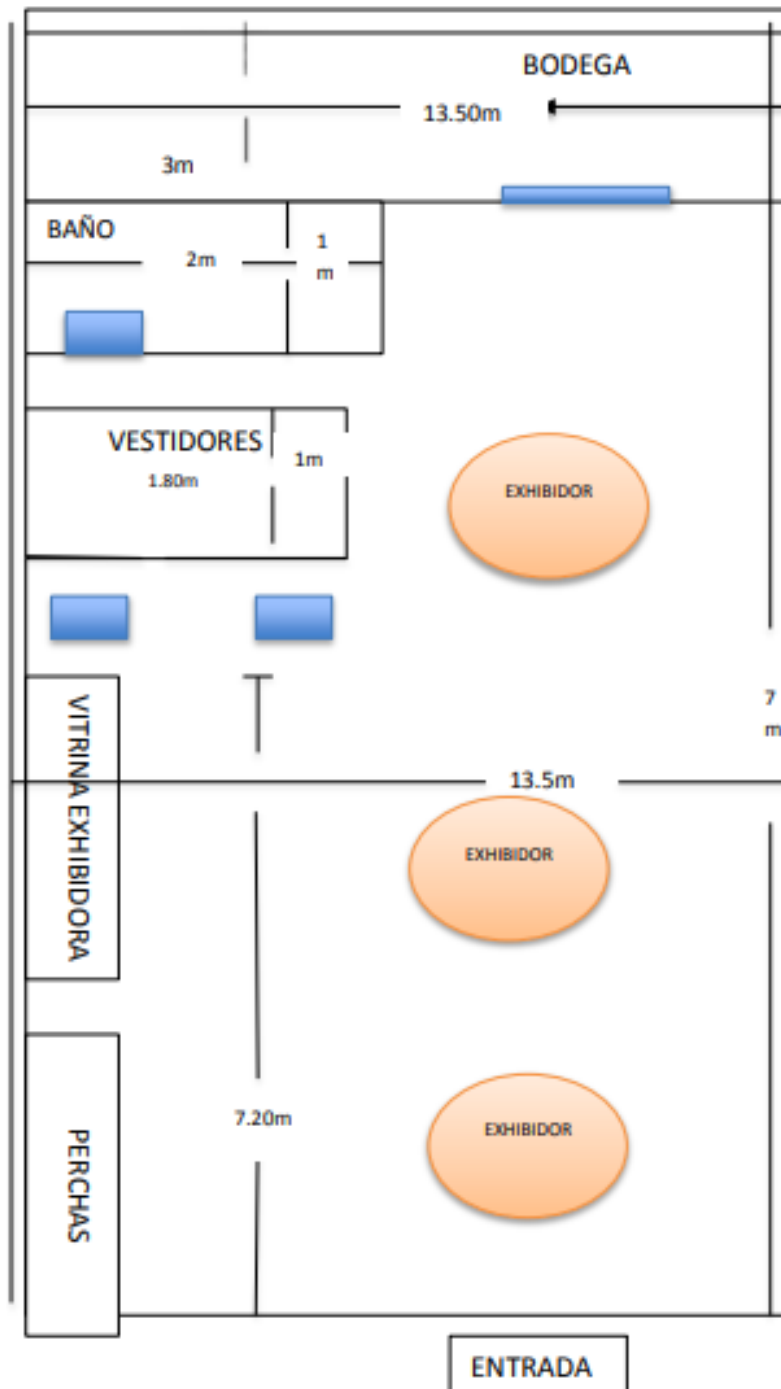 BODEGA
13.50m
3m
BAÑO
2m
1
m
VESTIDORES
1.80m
1m
EXHIBIDOR
VITRINA EXHIBIDORA
7
m
13.5m
EXHIBIDOR
7.20m
PERCHAS
EXHIBIDOR
ENTRADA